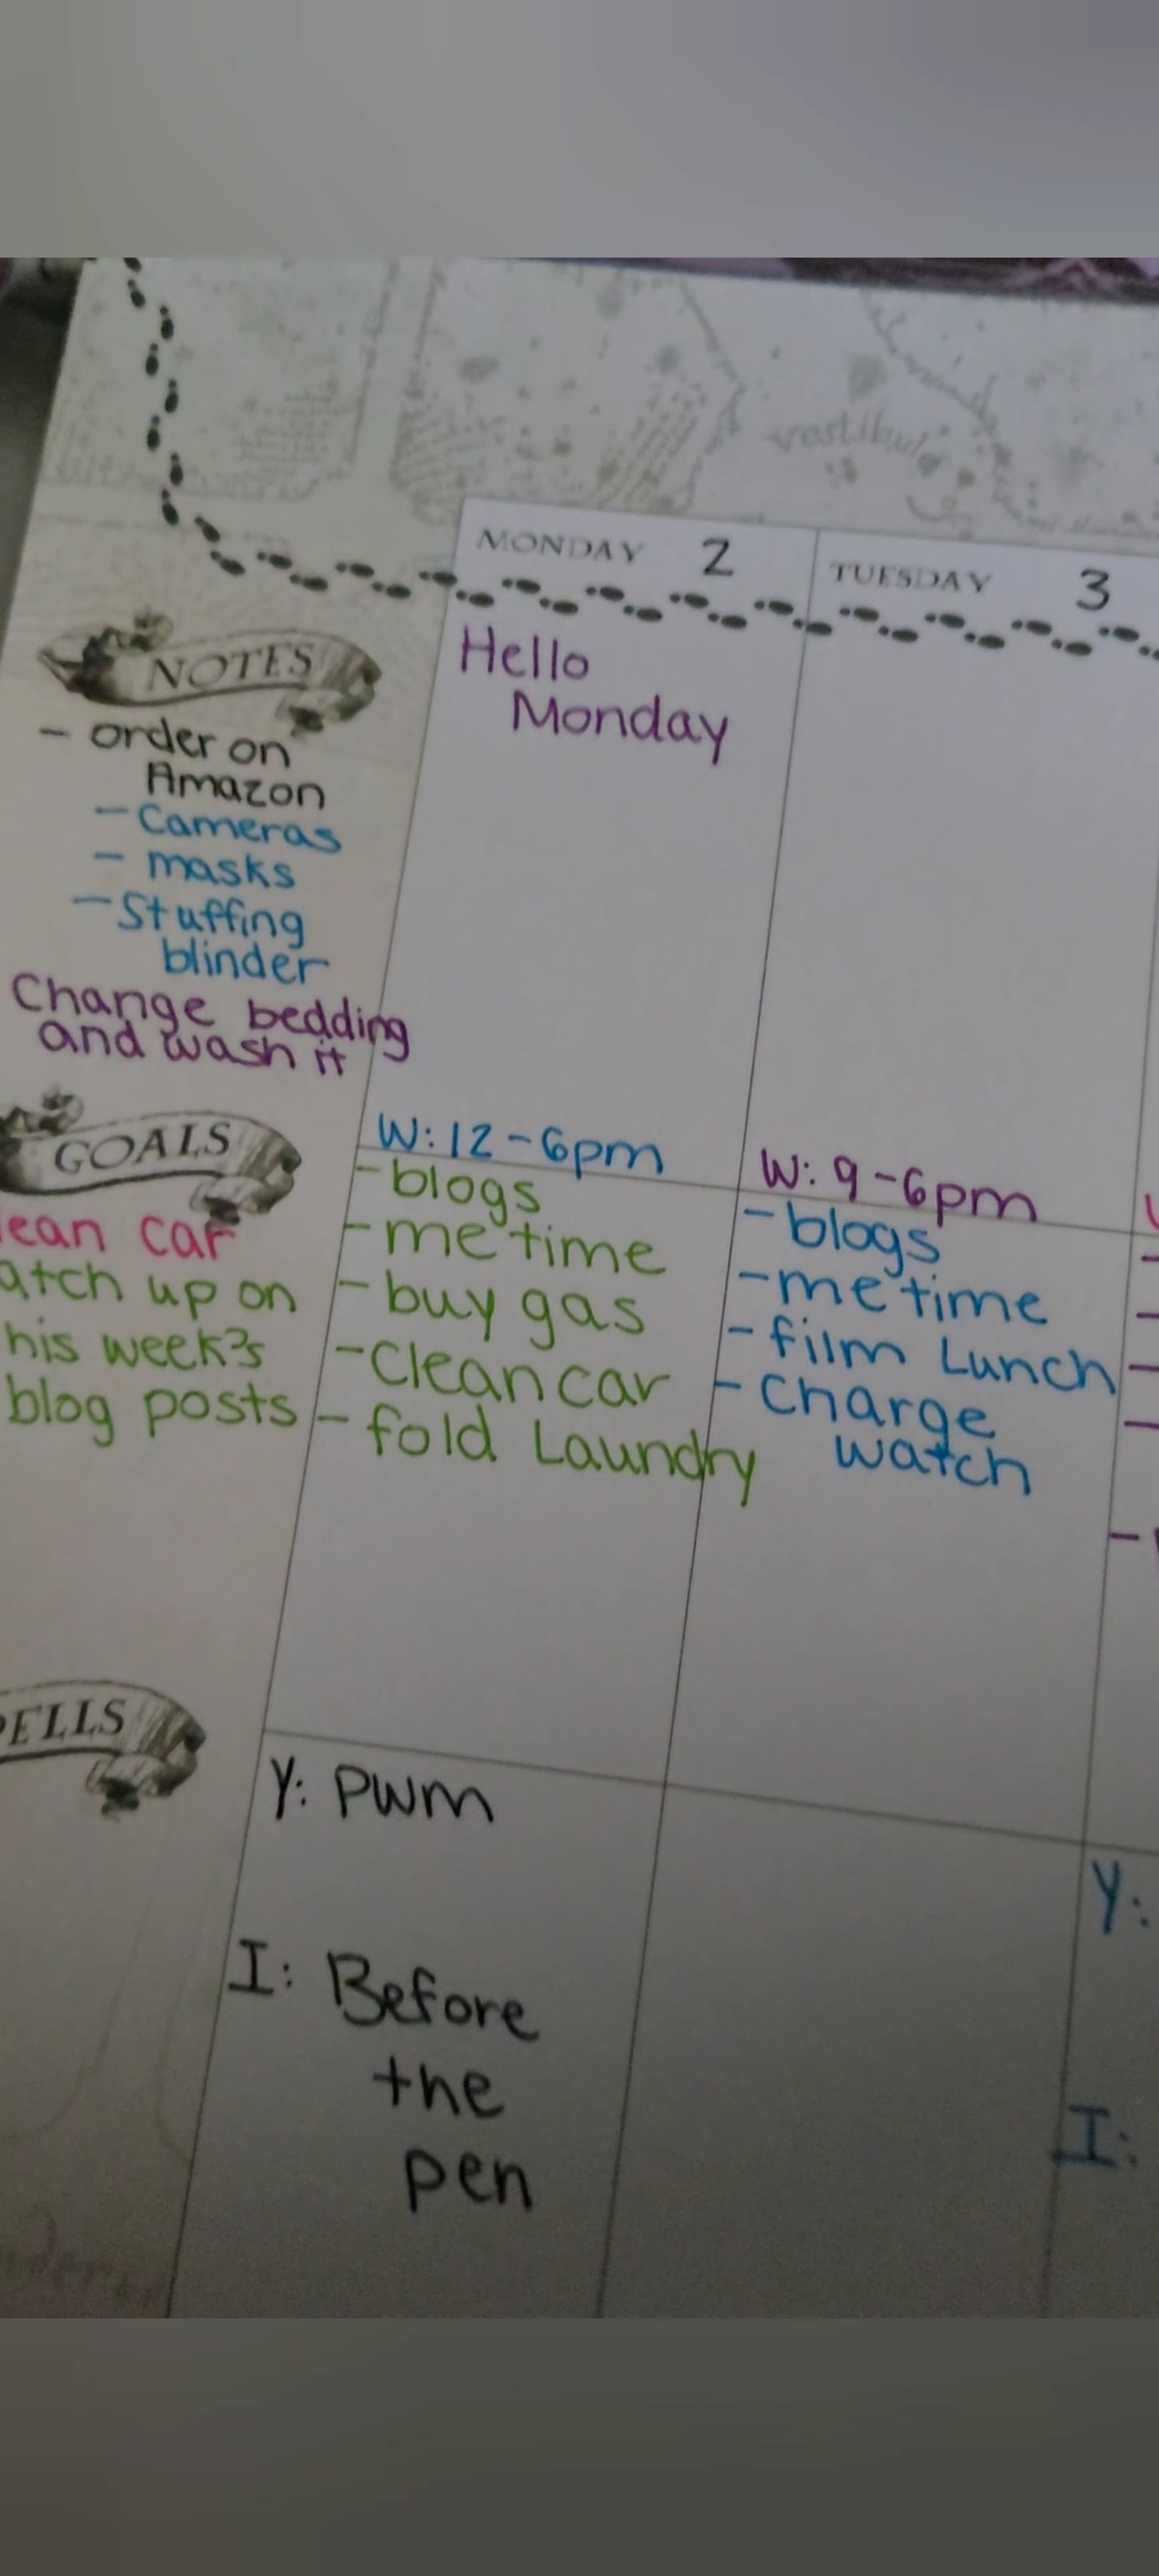 vestibule
MONDAY 2
TUESDAY 3
Hello
Monday
NOTES
- order on
Amazon
- Cameras
- masks
- Stuffing
blinder
Change bedding
and wash it
GOALS
lean car
atch up on
his week's
blog posts
W: 12-6pm
- blogs
- me time
- buy gas
- Clean car
- fold Laundry
W: 9-6pm
- blogs
- me time
- film Lunch
- Charge
watch
PELLS
Y: PWM
I: Before
the
pen
Y:
I: